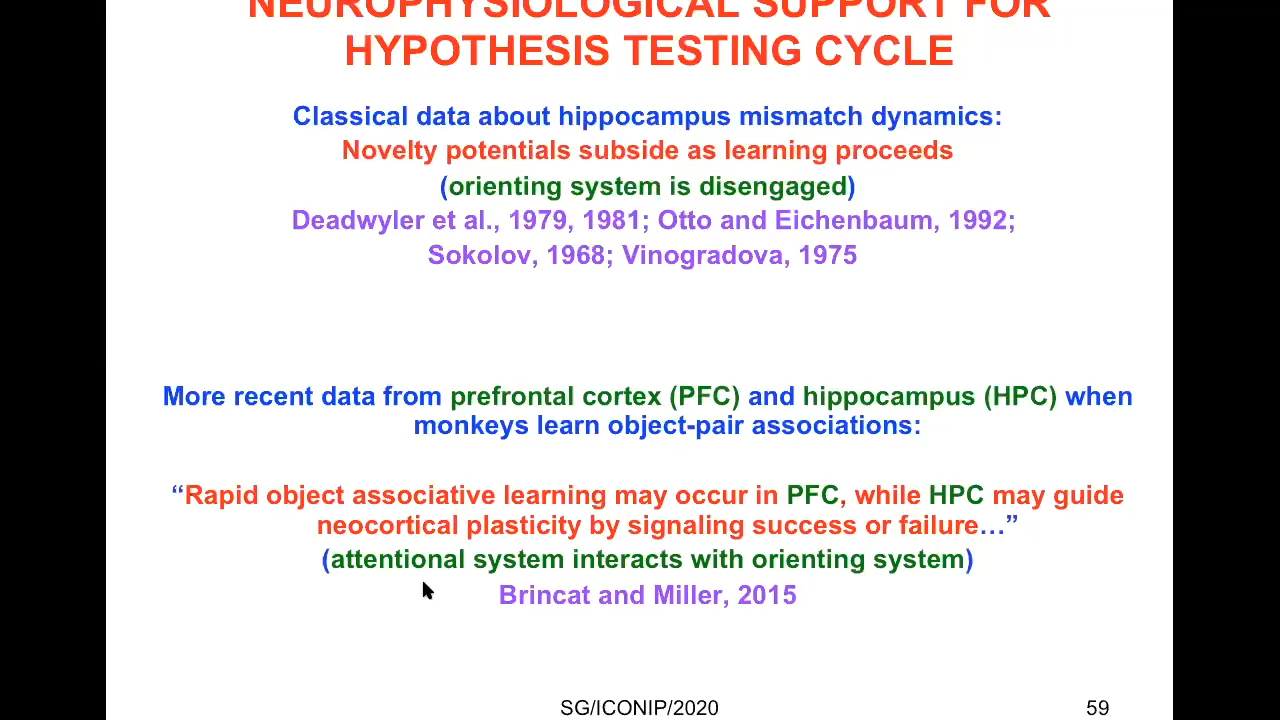 NEUROPHYSIOLOGICAL SUPPORT FOR
HYPOTHESIS TESTING CYCLE
Classical data about hippocampus mismatch dynamics:
Novelty potentials subside as learning proceeds
(orienting system is disengaged)
Deadwyler et al., 1979, 1981; Otto and Eichenbaum, 1992;
Sokolov, 1968; Vinogradova, 1975
More recent data from prefrontal cortex (PFC) and hippocampus (HPC) when
monkeys learn object-pair associations:
“Rapid object associative learning may occur in PFC, while HPC may guide
neocortical plasticity by signaling success or failure…”
(attentional system interacts with orienting system)
Brincat and Miller, 2015
SG/ICONIP/2020
59